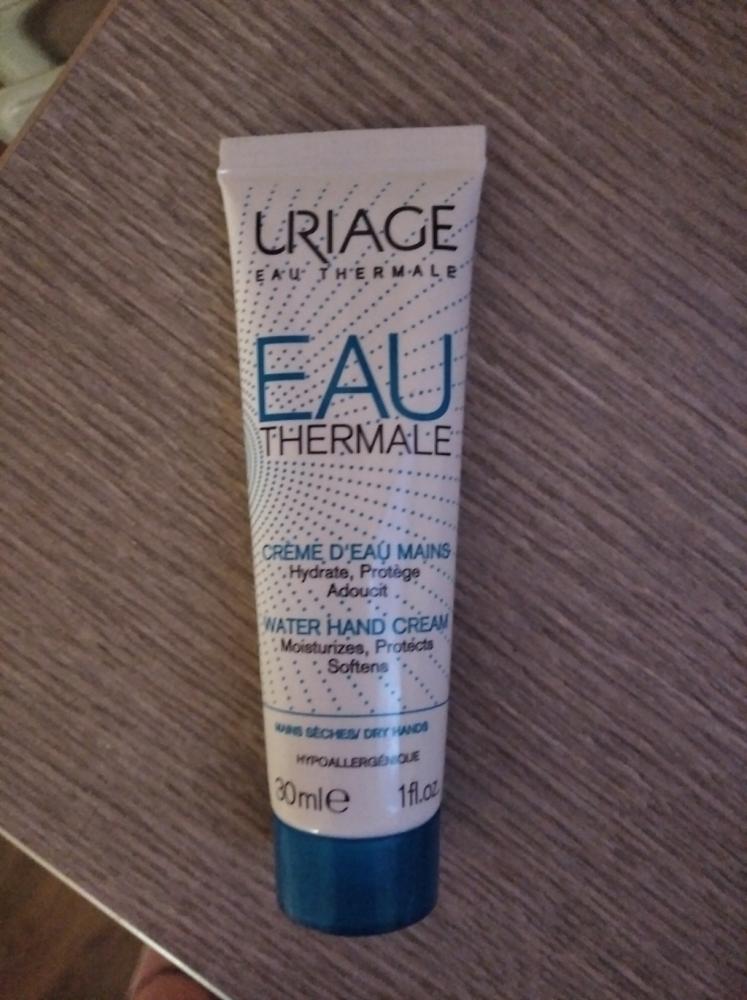 URIAGE
EAU THERMALE
EAU
THERMALE
CRÈME D'EAU MAINS
Hydrate, Protège
Adoucit
WATER HAND CREAM
Moisturizes, Protects
Softens
MAINS SÈCHES/ DRY HANDS
HYPOALLERGÉNIQUE
30ml℮ 1fl.oz.